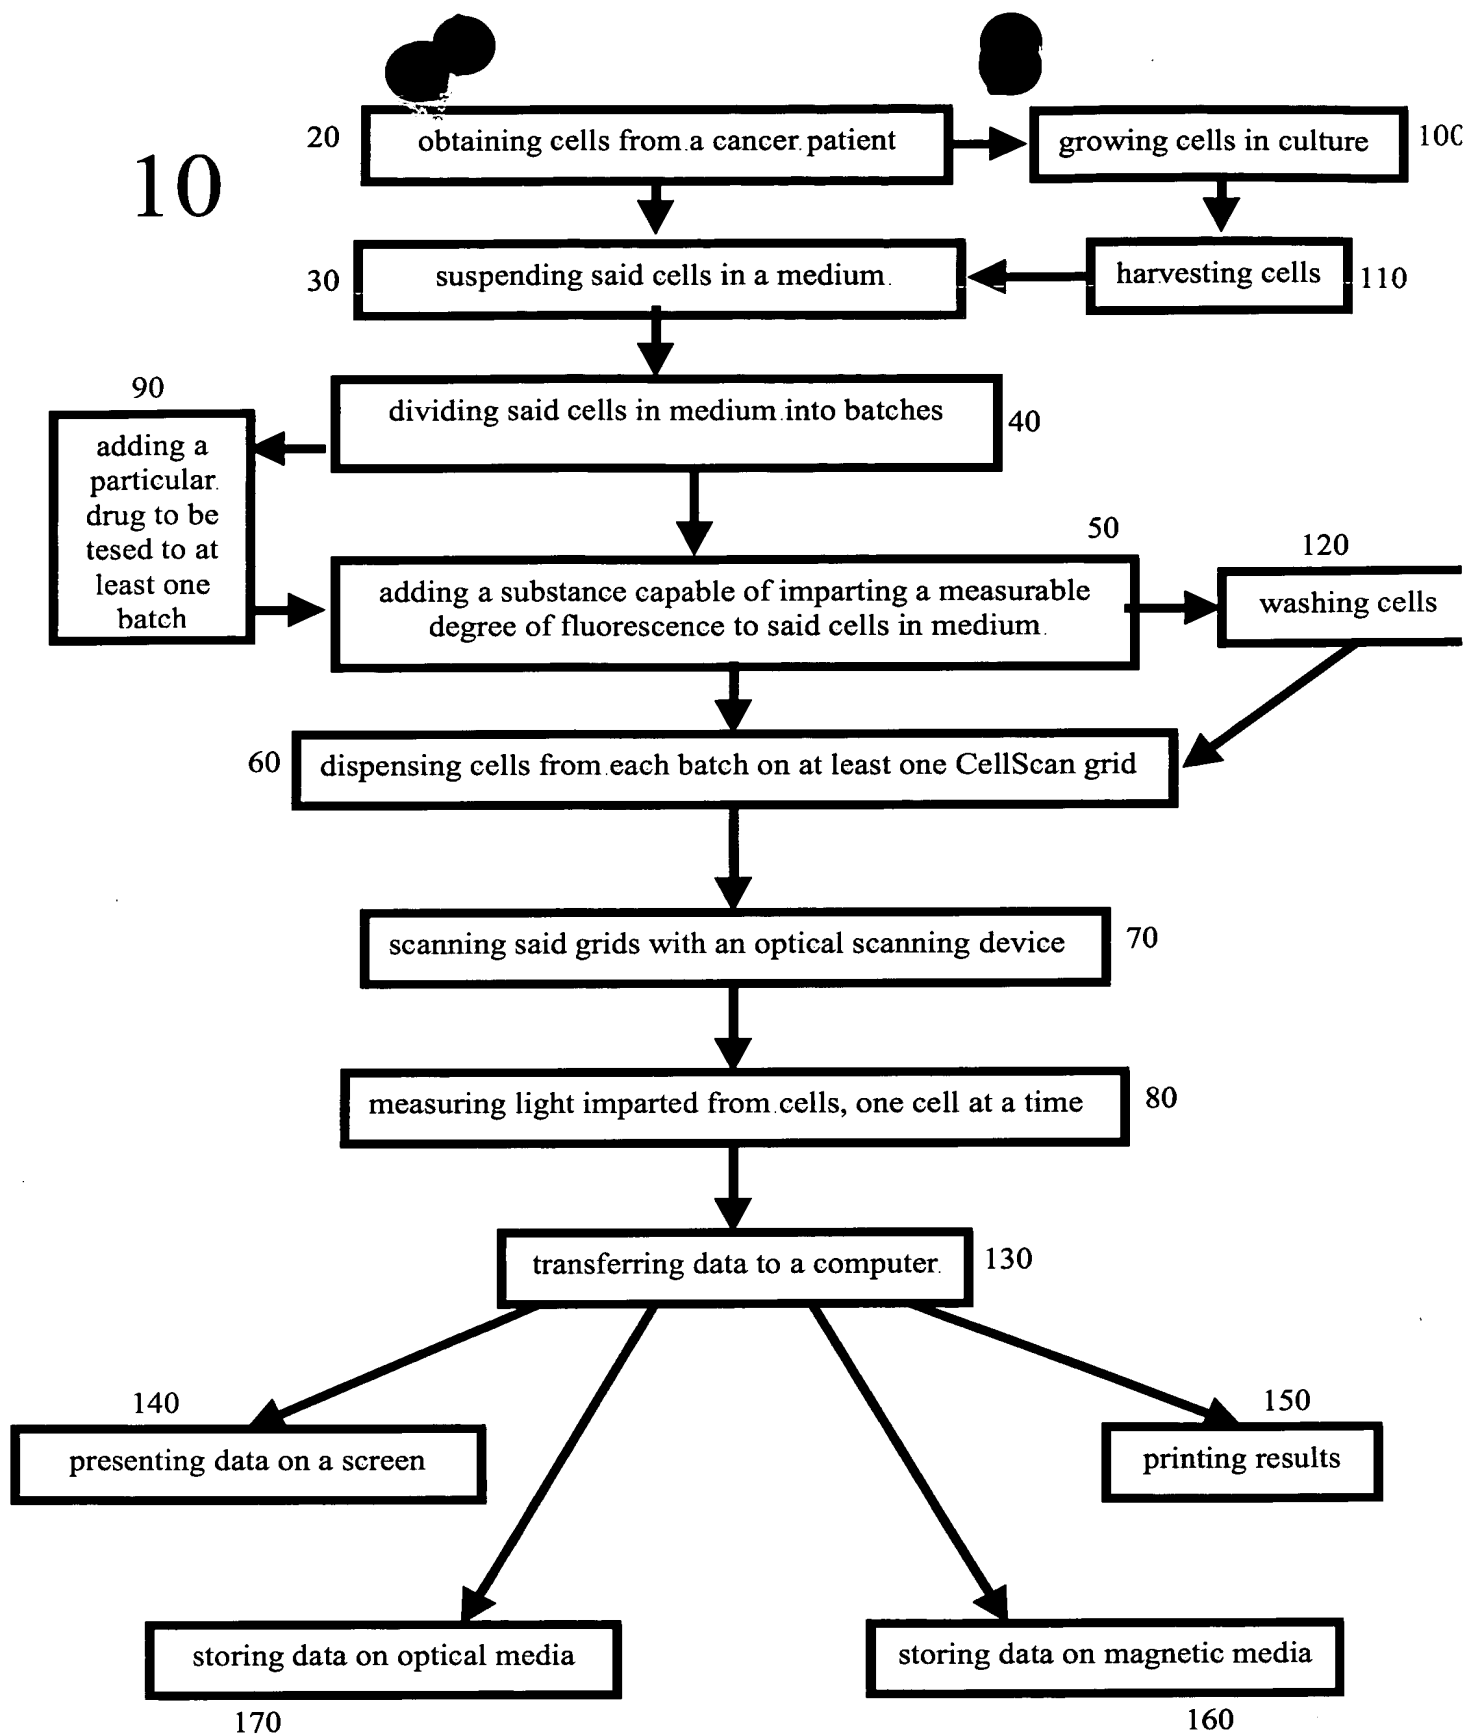 10
20
obtaining cells from a cancer patient
growing cells in culture
100
30
suspending said cells in a medium
harvesting cells
110
90
dividing said cells in medium into batches
40
adding a
particular
drug to be
tesed to at
least one
batch
50
adding a substance capable of imparting a measurable
degree of fluorescence to said cells in medium
120
washing cells
60
dispensing cells from each batch on at least one CellScan grid
scanning said grids with an optical scanning device
70
measuring light imparted from cells, one cell at a time
80
transferring data to a computer
130
140
presenting data on a screen
150
printing results
storing data on optical media
170
storing data on magnetic media
160